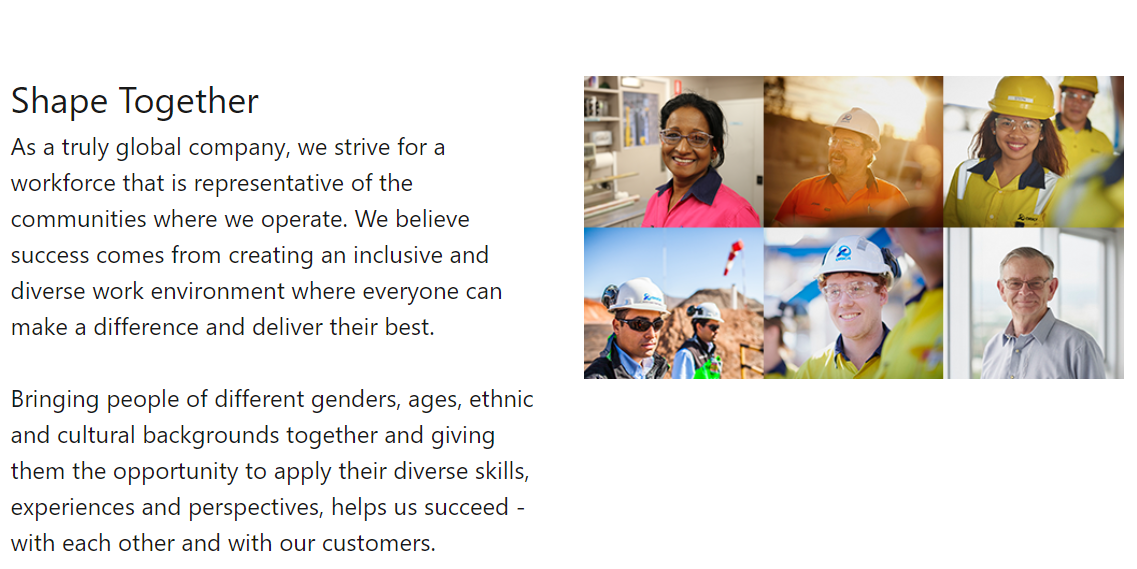 Shape Together
As a truly global company, we strive for a
workforce that is representative of the
communities where we operate. We believe
success comes from creating an inclusive and
diverse work environment where everyone can
make a difference and deliver their best.
Bringing people of different genders, ages, ethnic
and cultural backgrounds together and giving
them the opportunity to apply their diverse skills,
experiences and perspectives, helps us succeed -
with each other and with our customers.